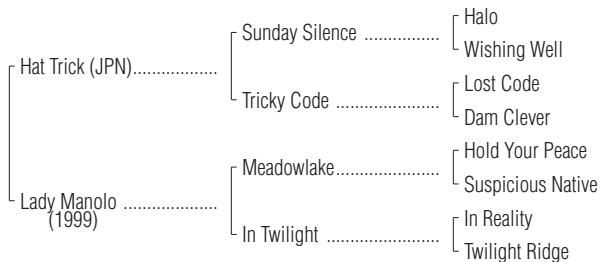 Halo
Sunday Silence ................
Wishing Well
Hat Trick (JPN)..................
Lost Code
Tricky Code ......................
Dam Clever
Hold Your Peace
Meadowlake......................
Suspicious Native
Lady Manolo ....................
(1999)
In Reality
In Twilight ........................
Twilight Ridge